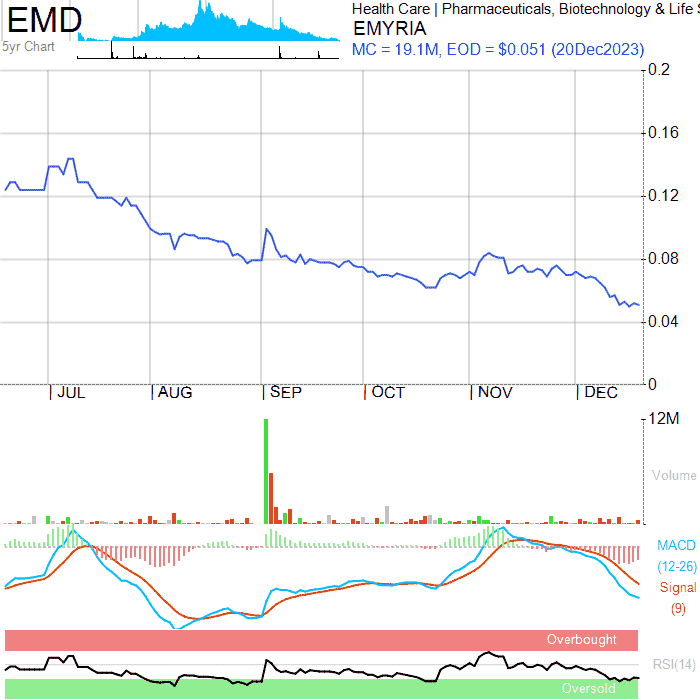 EMD
5yr Chart
Health Care | Pharmaceuticals, Biotechnology & Life S
EMYRIA
MC = 19.1M, EOD = $0.051 (20Dec2023)
0.2
0.16
0.12
0.08
0.04
0
JUL AUG SEP OCT NOV DEC
12M
Volume
MACD
(12-26)
Signal
(9)
Overbought
RSI(14)
Oversold